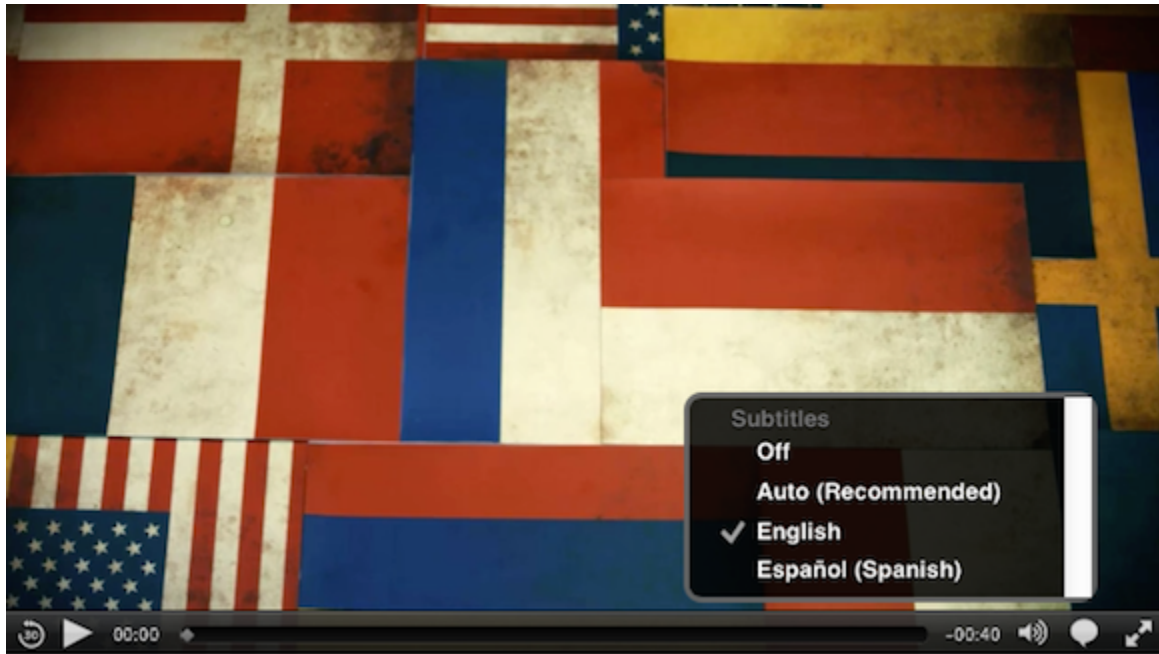 Subtitles
Off
Auto (Recommended)
English
Español (Spanish)
30 00:00 -00:40